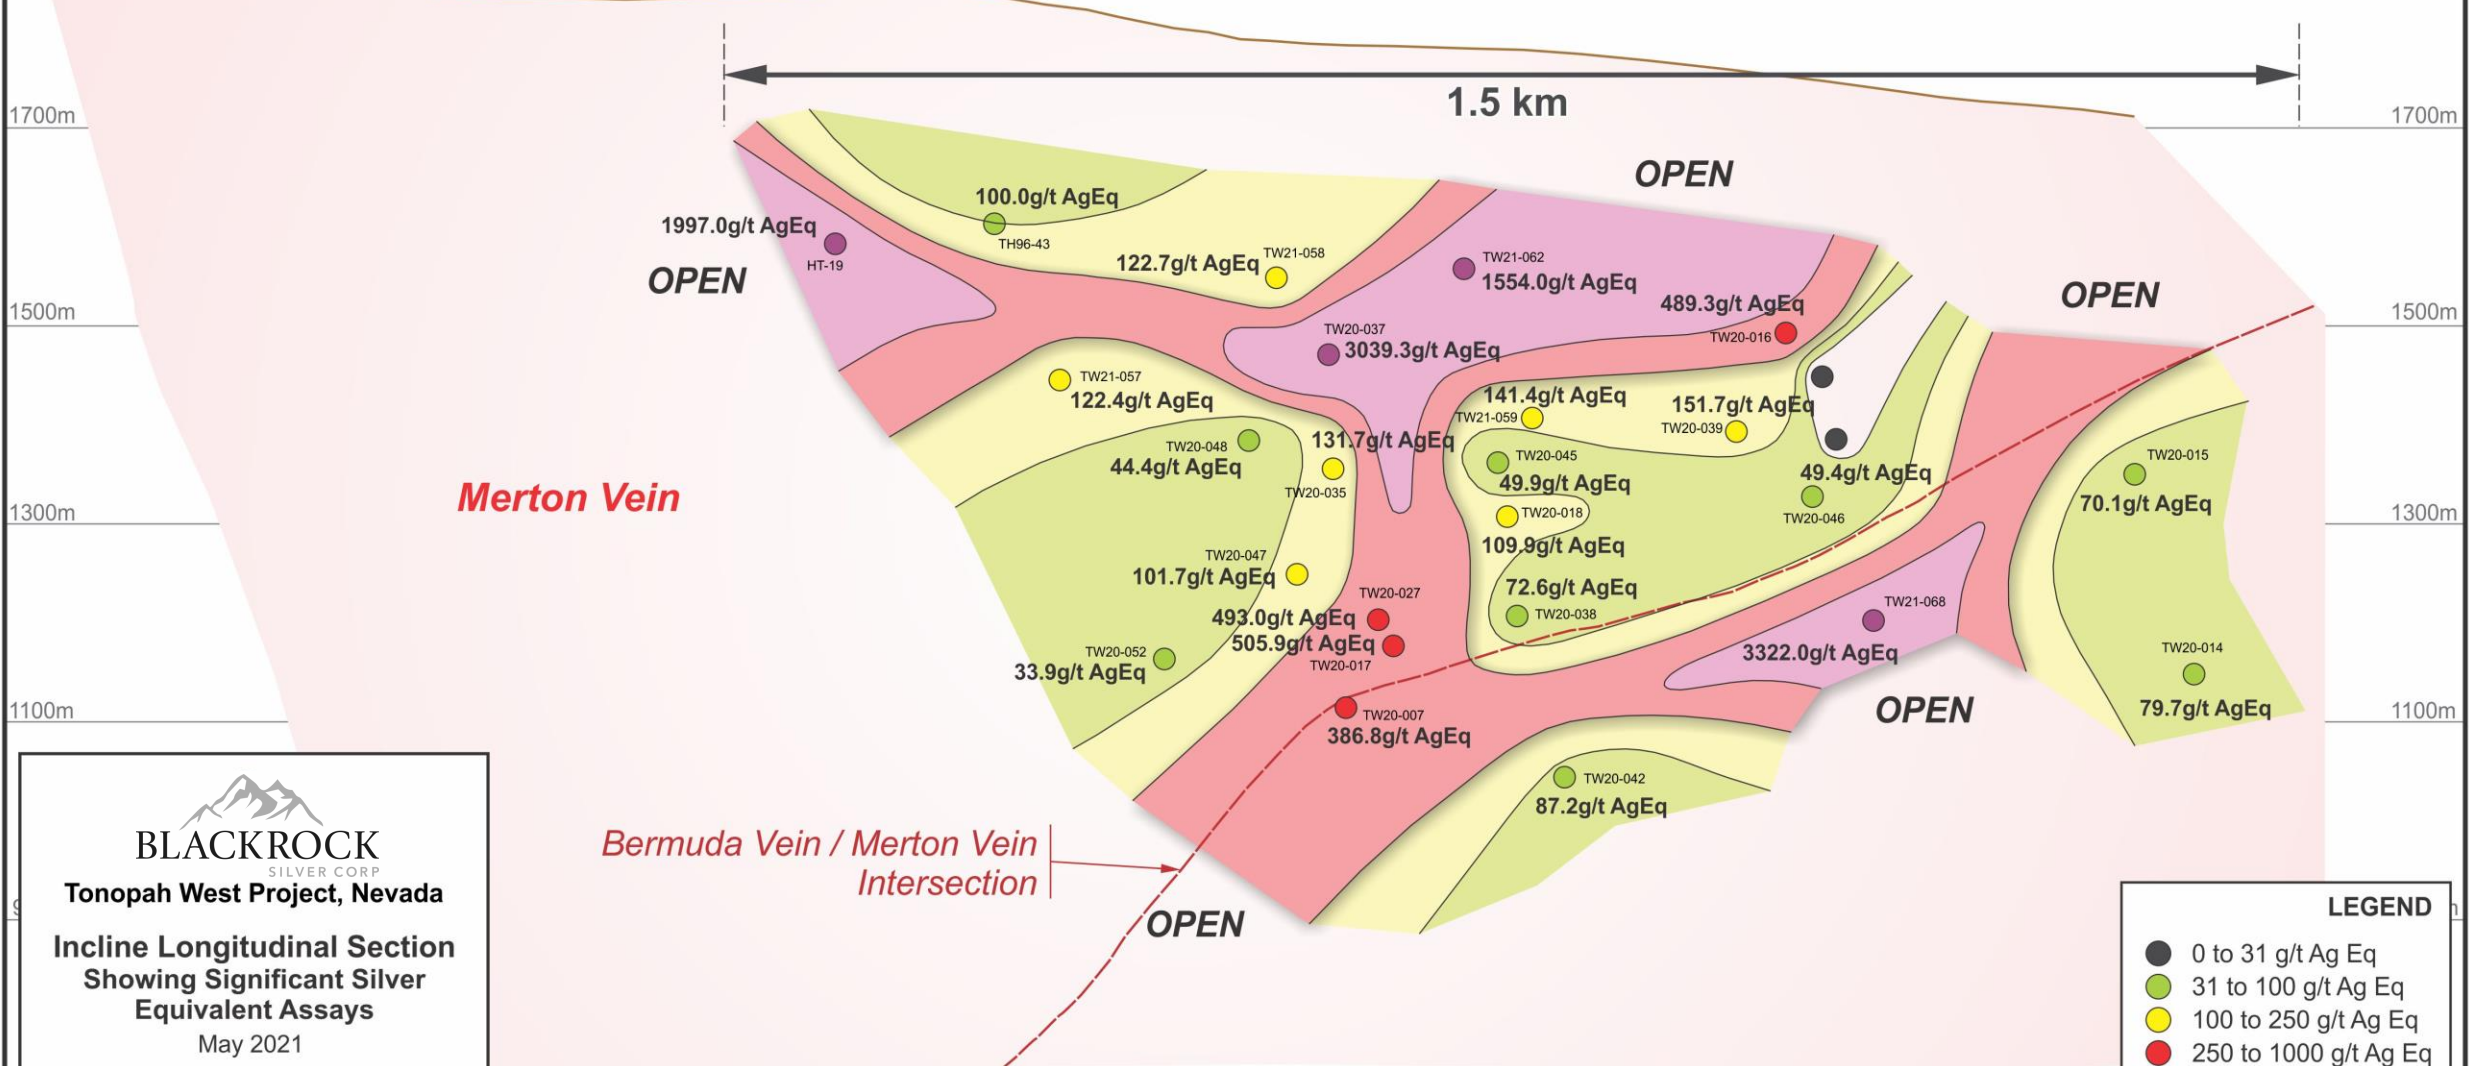 1.5 km
1700m
1700m
OPEN
100.0g/t AgEq
TH96-43
1997.0g/t AgEq
HT-19
OPEN
122.7g/t AgEq
TW21-058
TW21-062
1554.0g/t AgEq
OPEN
489.3g/t AgEq
TW20-016
1500m
1500m
TW20-037
3039.3g/t AgEq
TW21-057
122.4g/t AgEq
141.4g/t AgEq
TW21-059
151.7g/t AgEq
TW20-039
TW20-048
44.4g/t AgEq
131.7g/t AgEq
TW20-035
TW20-045
49.9g/t AgEq
49.4g/t AgEq
TW20-046
TW20-015
70.1g/t AgEq
Merton Vein
1300m
1300m
TW20-018
109.9g/t AgEq
TW20-047
101.7g/t AgEq
72.6g/t AgEq
TW20-038
TW20-027
493.0g/t AgEq
505.9g/t AgEq
TW20-017
TW21-068
3322.0g/t AgEq
TW20-052
33.9g/t AgEq
TW20-014
79.7g/t AgEq
1100m
1100m
TW20-007
386.8g/t AgEq
OPEN
TW20-042
87.2g/t AgEq
Bermuda Vein / Merton Vein
Intersection
OPEN
BLACKROCK
SILVER CORP
Tonopah West Project, Nevada
Incline Longitudinal Section
Showing Significant Silver
Equivalent Assays
May 2021
LEGEND
0 to 31 g/t Ag Eq
31 to 100 g/t Ag Eq
100 to 250 g/t Ag Eq
250 to 1000 g/t Ag Eq